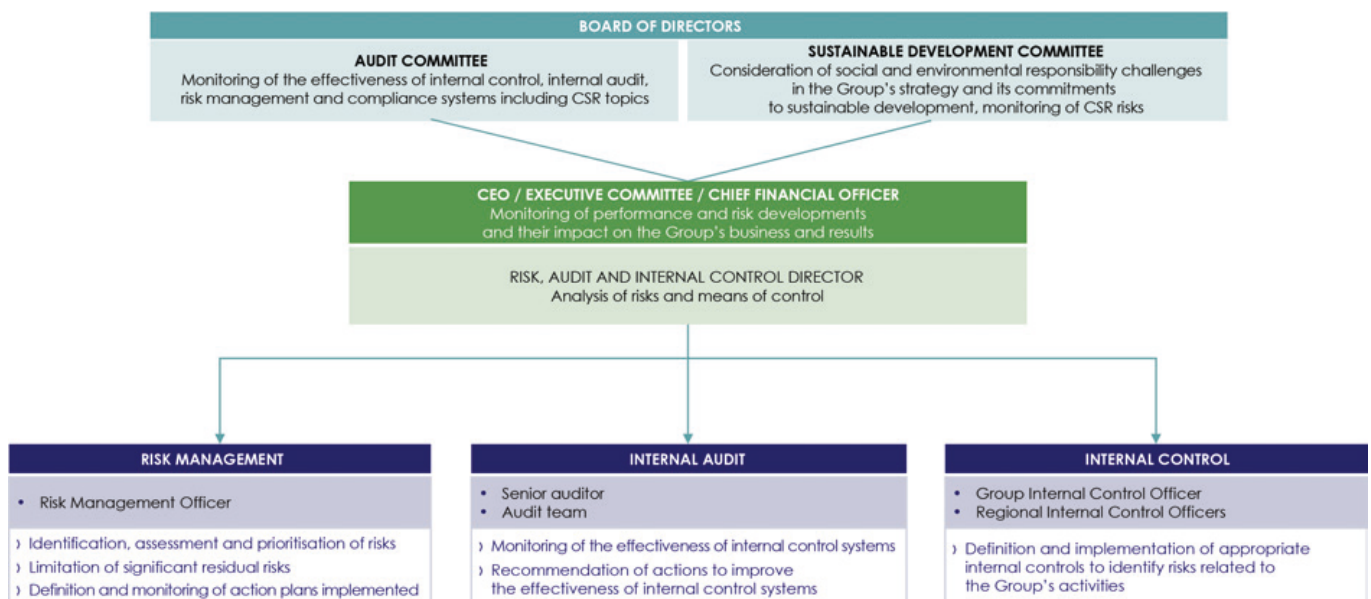 BOARD OF DIRECTORS
AUDIT COMMITTEE
Monitoring of the effectiveness of internal control, internal audit,
risk management and compliance systems including CSR topics
SUSTAINABLE DEVELOPMENT COMMITTEE
Consideration of social and environmental responsibility challenges
in the Group's strategy and its commitments
to sustainable development, monitoring of CSR risks
CEO / EXECUTIVE COMMITTEE / CHIEF FINANCIAL OFFICER
Monitoring of performance and risk developments
and their impact on the Group's business and results
RISK, AUDIT AND INTERNAL CONTROL DIRECTOR
Analysis of risks and means of control
RISK MANAGEMENT
• Risk Management Officer
› Identification, assessment and prioritisation of risks
› Limitation of significant residual risks
› Definition and monitoring of action plans implemented
INTERNAL AUDIT
• Senior auditor
• Audit team
› Monitoring of the effectiveness of internal control systems
› Recommendation of actions to improve
the effectiveness of internal control systems
INTERNAL CONTROL
• Group Internal Control Officer
• Regional Internal Control Officers
› Definition and implementation of appropriate
internal controls to identify risks related to
the Group's activities